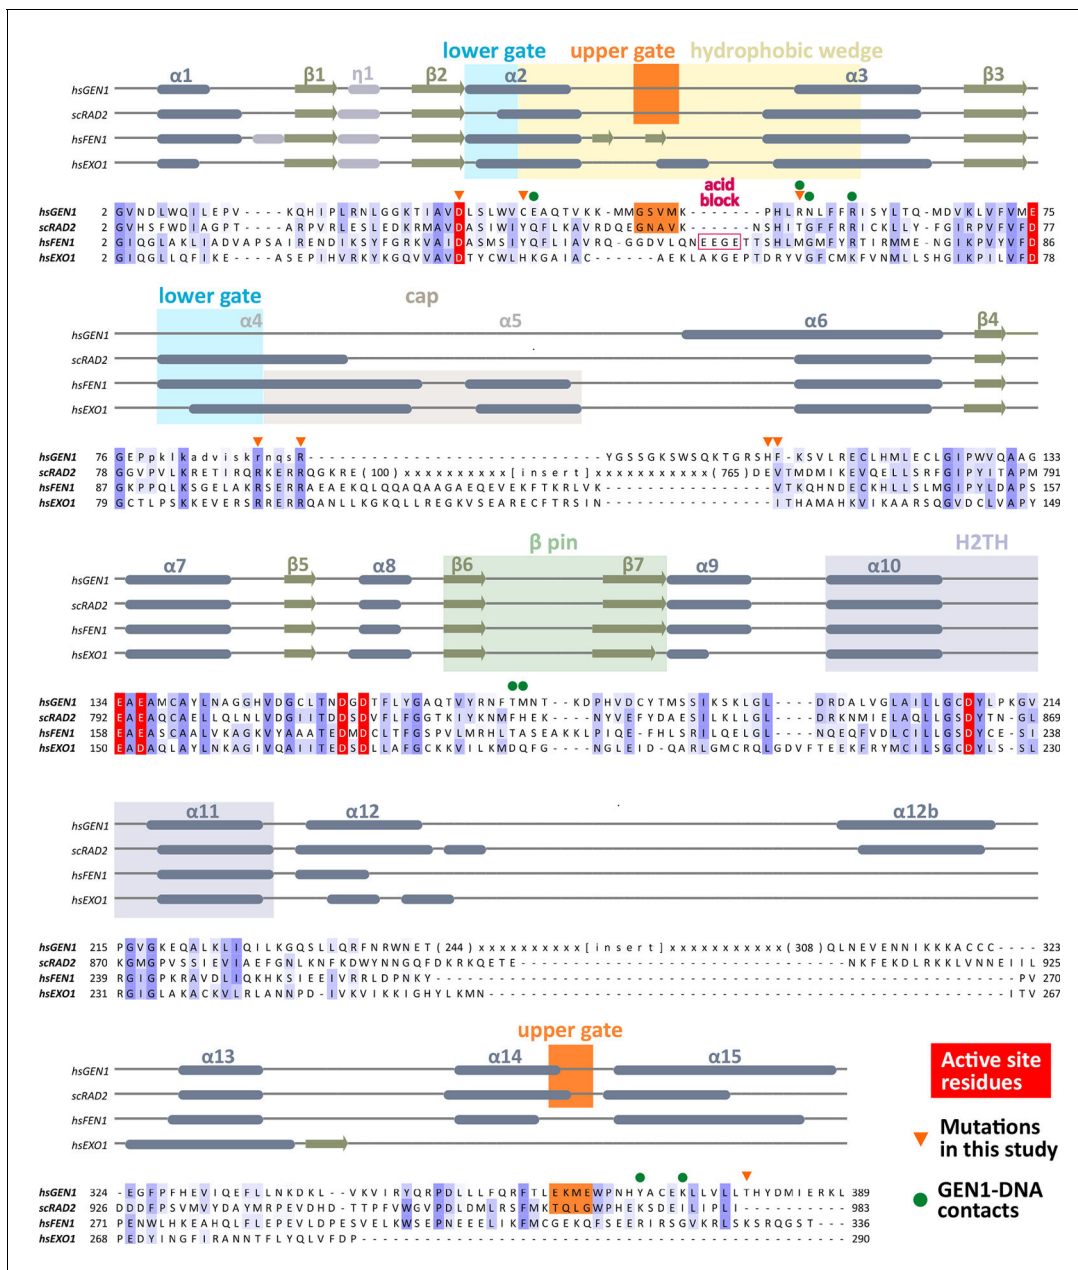 lower gate upper gate hydrophobic wedge
α1 β1 η1 β2 α2 α3 β3
hsGEN1
scRAD2
hsFEN1
hsEXO1
acid block
hsGEN1 2 GVNDLWQILEPV----KQHIPLRNLGGKTIAVDLSLWVCEAQTVKK-MMGSVMK-------PHLRNLFFRISYLTQ-MDVKLVFVME 75
scRAD2 2 GVHSFWDIAGPT----ARPVRLESLEDKRMAVDASIWIYQFLKAVRDQEGNAVK-------NSHITGFFRRICKLLYFGIRPVFVFD 77
hsFEN1 2 GIQGLAKLIADVAPSAIRENDIKSYFGRKVAIDASMSIYQFLIAVRQ-GGDVLQNEEGETTSHLMGMFYRTIRMME-NGIKPVYVFD 86
hsEXO1 2 GIQGLLQFIKE----ASEPIHVRKYKGQVVAVDTYCWLHKGAIAC------AEKLAKGEPTDRYVGFCMKFVNMLLSHGIKPILVFD 78
lower gate cap
α4 α5 α6 β4
hsGEN1
scRAD2
hsFEN1
hsEXO1
hsGEN1 76 GEPpklkadviskrnqsR-----------------------------YGSSGKSWSQKTGRSHF-KSVLRECLHMLECLGIPWVQAAG 133
scRAD2 78 GGVPVLKRETIRQRKERRQGKRE(100)xxxxxxxxxx[insert]xxxxxxxxxxx(765)DEVTMDMIKEVQELLSRFGIPYITAPM 791
hsFEN1 87 GKPPQLKSGELAKRSERRAEAEKQLQQAQAAGAEQEVEKFTKRLVK----------------VTKQHNDECKHLLSLMGIPYLDAPS 157
hsEXO1 79 GCTLPSKKEVERSRRERRQANLLKGKQLLREGKVSEARECFTRSIN----------------ITHAMAHKVIKAARSQGVDCLVAPY 149
β pin H2TH
α7 β5 α8 β6 β7 α9 α10
hsGEN1
scRAD2
hsFEN1
hsEXO1
hsGEN1 134 EAEAMCAYLNAGGHVDGCLTNDGDTFLYGAQTVYRNFTMNT--KDPHVDCYTMSSIKSKLGL----DRDALVGLAILLGCDYLPKGV 214
scRAD2 792 EAEAQCAELLQLNLVDGIITDDSDVFLFGGTKIYKNMFHEK----NYVEFYDAESILKLLGL----DRKNMIELAQLLGSDYTNG-L 869
hsFEN1 158 EAEASCAALVKAGKVYAAATEDMDCLTFGSPVLMRHLTASEAKKLPIQEF-HLSRILQELGL----NQEQFVDLCILLGSDYCE-SI 238
hsEXO1 150 EADAQLAYLNKAGIVQAIITEDSDLLAFGCKKVILKMDQFG----NGLEID-QARLGMCRQLGDVFTEEKFRYMCILSGCDYLS-SL 230
α11 α12 α12b
hsGEN1
scRAD2
hsFEN1
hsEXO1
hsGEN1 215 PGVGKEQALKLIQILKGQSLLQRFNRWNET(244)xxxxxxxxxx[insert]xxxxxxxxxxx(308)QLNEVENNIKKKACCC---- 323
scRAD2 870 KGMGPVSSIEVIAEFGNLKNFKDWYNNGQFDKRKQETE--------------------------------NKFEKDLRKKLVNNEIIL 925
hsFEN1 239 RGIGPKRAVDLIQKHKSIEEIVRRLDPNKY-------------------------------------------------------PV 270
hsEXO1 231 RGIGLAKACKVLRLANNPD-IVKVIKKIGHYLKMN-------------------------------------------------ITV 267
upper gate
α13 α14 α15
hsGEN1
scRAD2
hsFEN1
hsEXO1
hsGEN1 324 -EGFPFHEVIQEFLLNKDKL--VKVIRYQRPDLLLFQRFTLEKMEWPNHYACEKLLVLLTHYDMIERKL 389
scRAD2 926 DDDFPSVMVYDAYMRPEVDHD-TTPFVWGVPDLDMLRSFMKTQLGWPHEKSDEILIPLI---------- 983
hsFEN1 271 PENWLHKEAHQLFLEPEVLDPESVELKWSEPNEEELIKFMCGEKQFSEERIRSGVKRLSKSRQGST-- 336
hsEXO1 268 PEDYINGFIRANNTFLYQLVFDP---------------------------------------------- 290
Active site residues
Mutations in this study
GEN1-DNA contacts